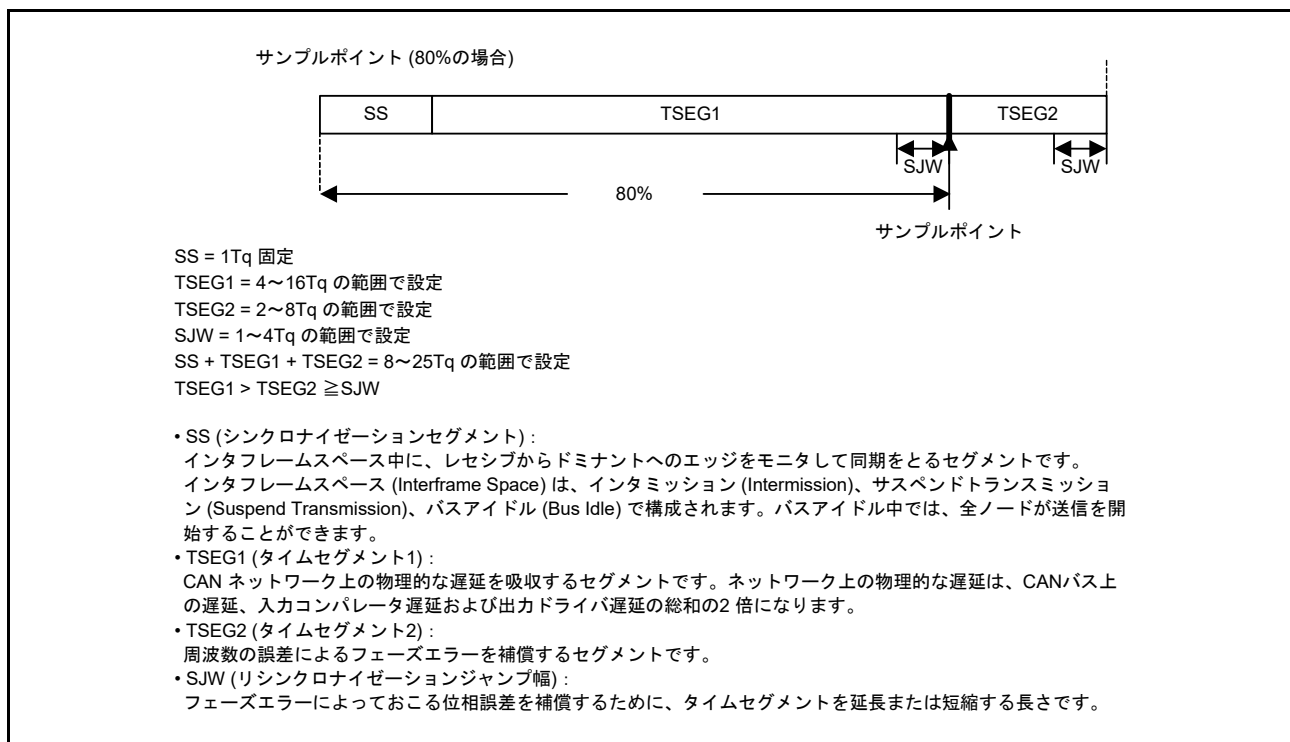 サンプルポイント (80%の場合)
SS TSEG1 TSEG2
SJW SJW
80%
サンプルポイント
SS = 1Tq 固定
TSEG1 = 4～16Tq の範囲で設定
TSEG2 = 2～8Tq の範囲で設定
SJW = 1～4Tq の範囲で設定
SS + TSEG1 + TSEG2 = 8～25Tq の範囲で設定
TSEG1 > TSEG2 ≧SJW
• SS (シンクロナイゼーションセグメント) :
インタフレームスペース中に、レセシブからドミナントへのエッジをモニタして同期をとるセグメントです。
インタフレームスペース (Interframe Space) は、インタミッション (Intermission)、サスペンドトランスミッショ
ン (Suspend Transmission)、バスアイドル (Bus Idle) で構成されます。バスアイドル中では、全ノードが送信を開
始することができます。
• TSEG1 (タイムセグメント1) :
CAN ネットワーク上の物理的な遅延を吸収するセグメントです。ネットワーク上の物理的な遅延は、CANバス上
の遅延、入力コンパレータ遅延および出力ドライバ遅延の総和の2 倍になります。
• TSEG2 (タイムセグメント2) :
周波数の誤差によるフェーズエラーを補償するセグメントです。
• SJW (リシンクロナイゼーションジャンプ幅) :
フェーズエラーによっておこる位相誤差を補償するために、タイムセグメントを延長または短縮する長さです。